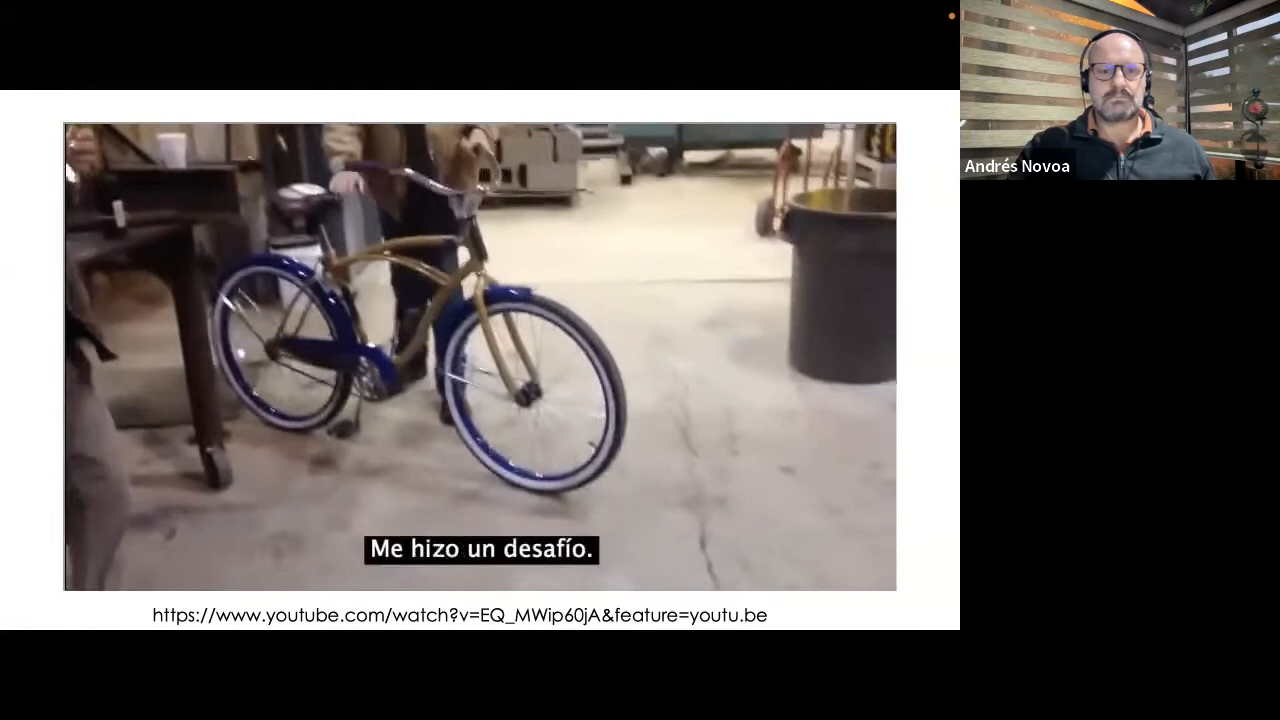 Andrés Novoa
Me hizo un desafío.
https://www.youtube.com/watch?v=EQ_MWip60jA&feature=youtu.be